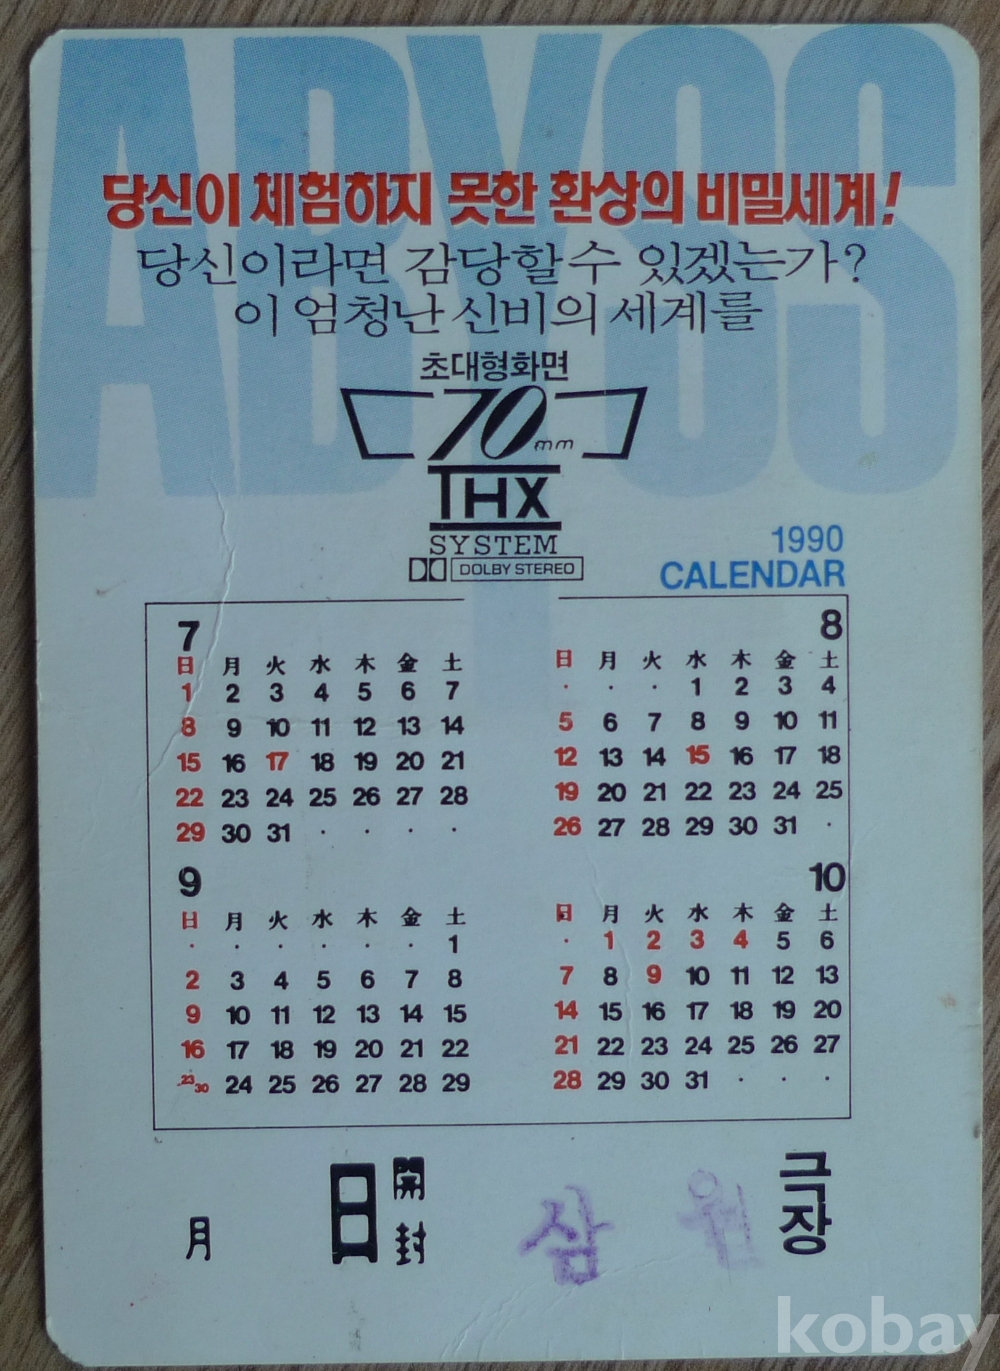 ABYSS
당신이 체험하지 못한 환상의 비밀세계!
당신이라면 감당할수 있겠는가?
이 엄청난 신비의 세계를
초대형화면
70mm
THX
SYSTEM
DOLBY STEREO
1990
CALENDAR
7
日 月 火 水 木 金 土
1 2 3 4 5 6 7
8 9 10 11 12 13 14
15 16 17 18 19 20 21
22 23 24 25 26 27 28
29 30 31 · · · ·
8
日 月 火 水 木 金 土
· · · 1 2 3 4
5 6 7 8 9 10 11
12 13 14 15 16 17 18
19 20 21 22 23 24 25
26 27 28 29 30 31 ·
9
日 月 火 水 木 金 土
· · · · · · 1
2 3 4 5 6 7 8
9 10 11 12 13 14 15
16 17 18 19 20 21 22
23/30 24 25 26 27 28 29
10
日 月 火 水 木 金 土
· 1 2 3 4 5 6
7 8 9 10 11 12 13
14 15 16 17 18 19 20
21 22 23 24 25 26 27
28 29 30 31 · · ·
月 日 開封 삼원 극장
kobay